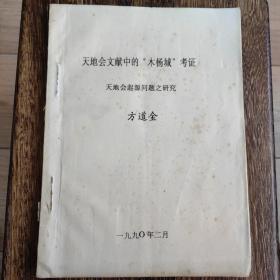 天地会文献中的“木杨城”考证
天地会起源问题之研究
方道金
一九九〇年二月